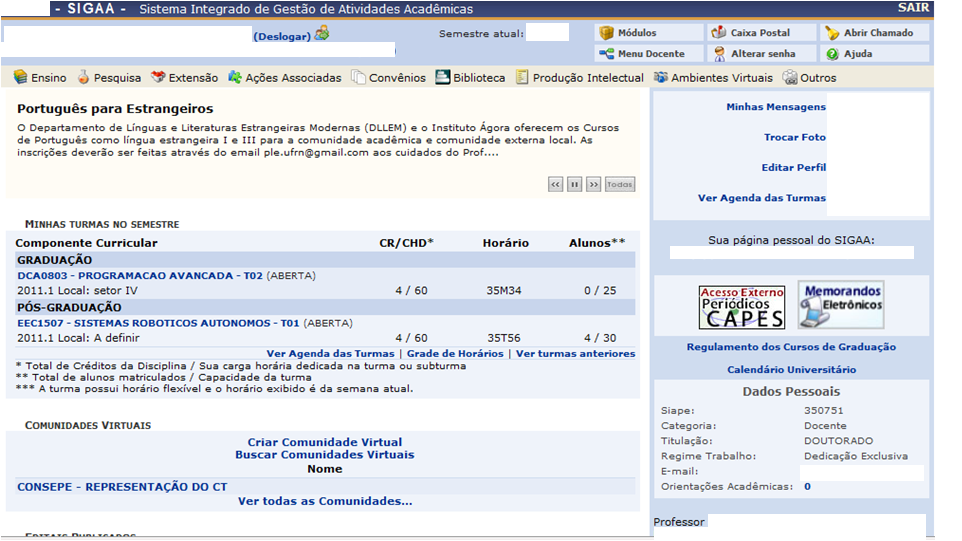 - SIGAA - Sistema Integrado de Gestão de Atividades Acadêmicas SAIR
(Deslogar)
Semestre atual:
Módulos Caixa Postal Abrir Chamado
Menu Docente Alterar senha Ajuda
Ensino Pesquisa Extensão Ações Associadas Convênios Biblioteca Produção Intelectual Ambientes Virtuais Outros
Português para Estrangeiros
O Departamento de Línguas e Literaturas Estrangeiras Modernas (DLLEM) e o Instituto Ágora oferecem os Cursos
de Português como língua estrangeira I e III para a comunidade acadêmica e comunidade externa local. As
inscrições deverão ser feitas através do email ple.ufrn@gmail.com aos cuidados do Prof....
<< II >> Todas
MINHAS TURMAS NO SEMESTRE
Componente Curricular CR/CHD* Horário Alunos**
GRADUAÇÃO
DCA0803 - PROGRAMACAO AVANCADA - T02 (ABERTA)
2011.1 Local: setor IV 4 / 60 35M34 0 / 25
PÓS-GRADUAÇÃO
EEC1507 - SISTEMAS ROBOTICOS AUTONOMOS - T01 (ABERTA)
2011.1 Local: A definir 4 / 60 35T56 4 / 30
Ver Agenda das Turmas | Grade de Horários | Ver turmas anteriores
* Total de Créditos da Disciplina / Sua carga horária dedicada na turma ou subturma
** Total de alunos matriculados / Capacidade da turma
*** A turma possui horário flexível e o horário exibido é da semana atual.
COMUNIDADES VIRTUAIS
Criar Comunidade Virtual
Buscar Comunidades Virtuais
Nome
CONSEPE - REPRESENTAÇÃO DO CT
Ver todas as Comunidades...
EDITAIS PUBLICADOS
Minhas Mensagens
Trocar Foto
Editar Perfil
Ver Agenda das Turmas
Sua página pessoal do SIGAA:
Acesso Externo
Periódicos
CAPES
Memorandos
Eletrônicos
Regulamento dos Cursos de Graduação
Calendário Universitário
Dados Pessoais
Siape: 350751
Categoria: Docente
Titulação: DOUTORADO
Regime Trabalho: Dedicação Exclusiva
E-mail:
Orientações Acadêmicas: 0
Professor